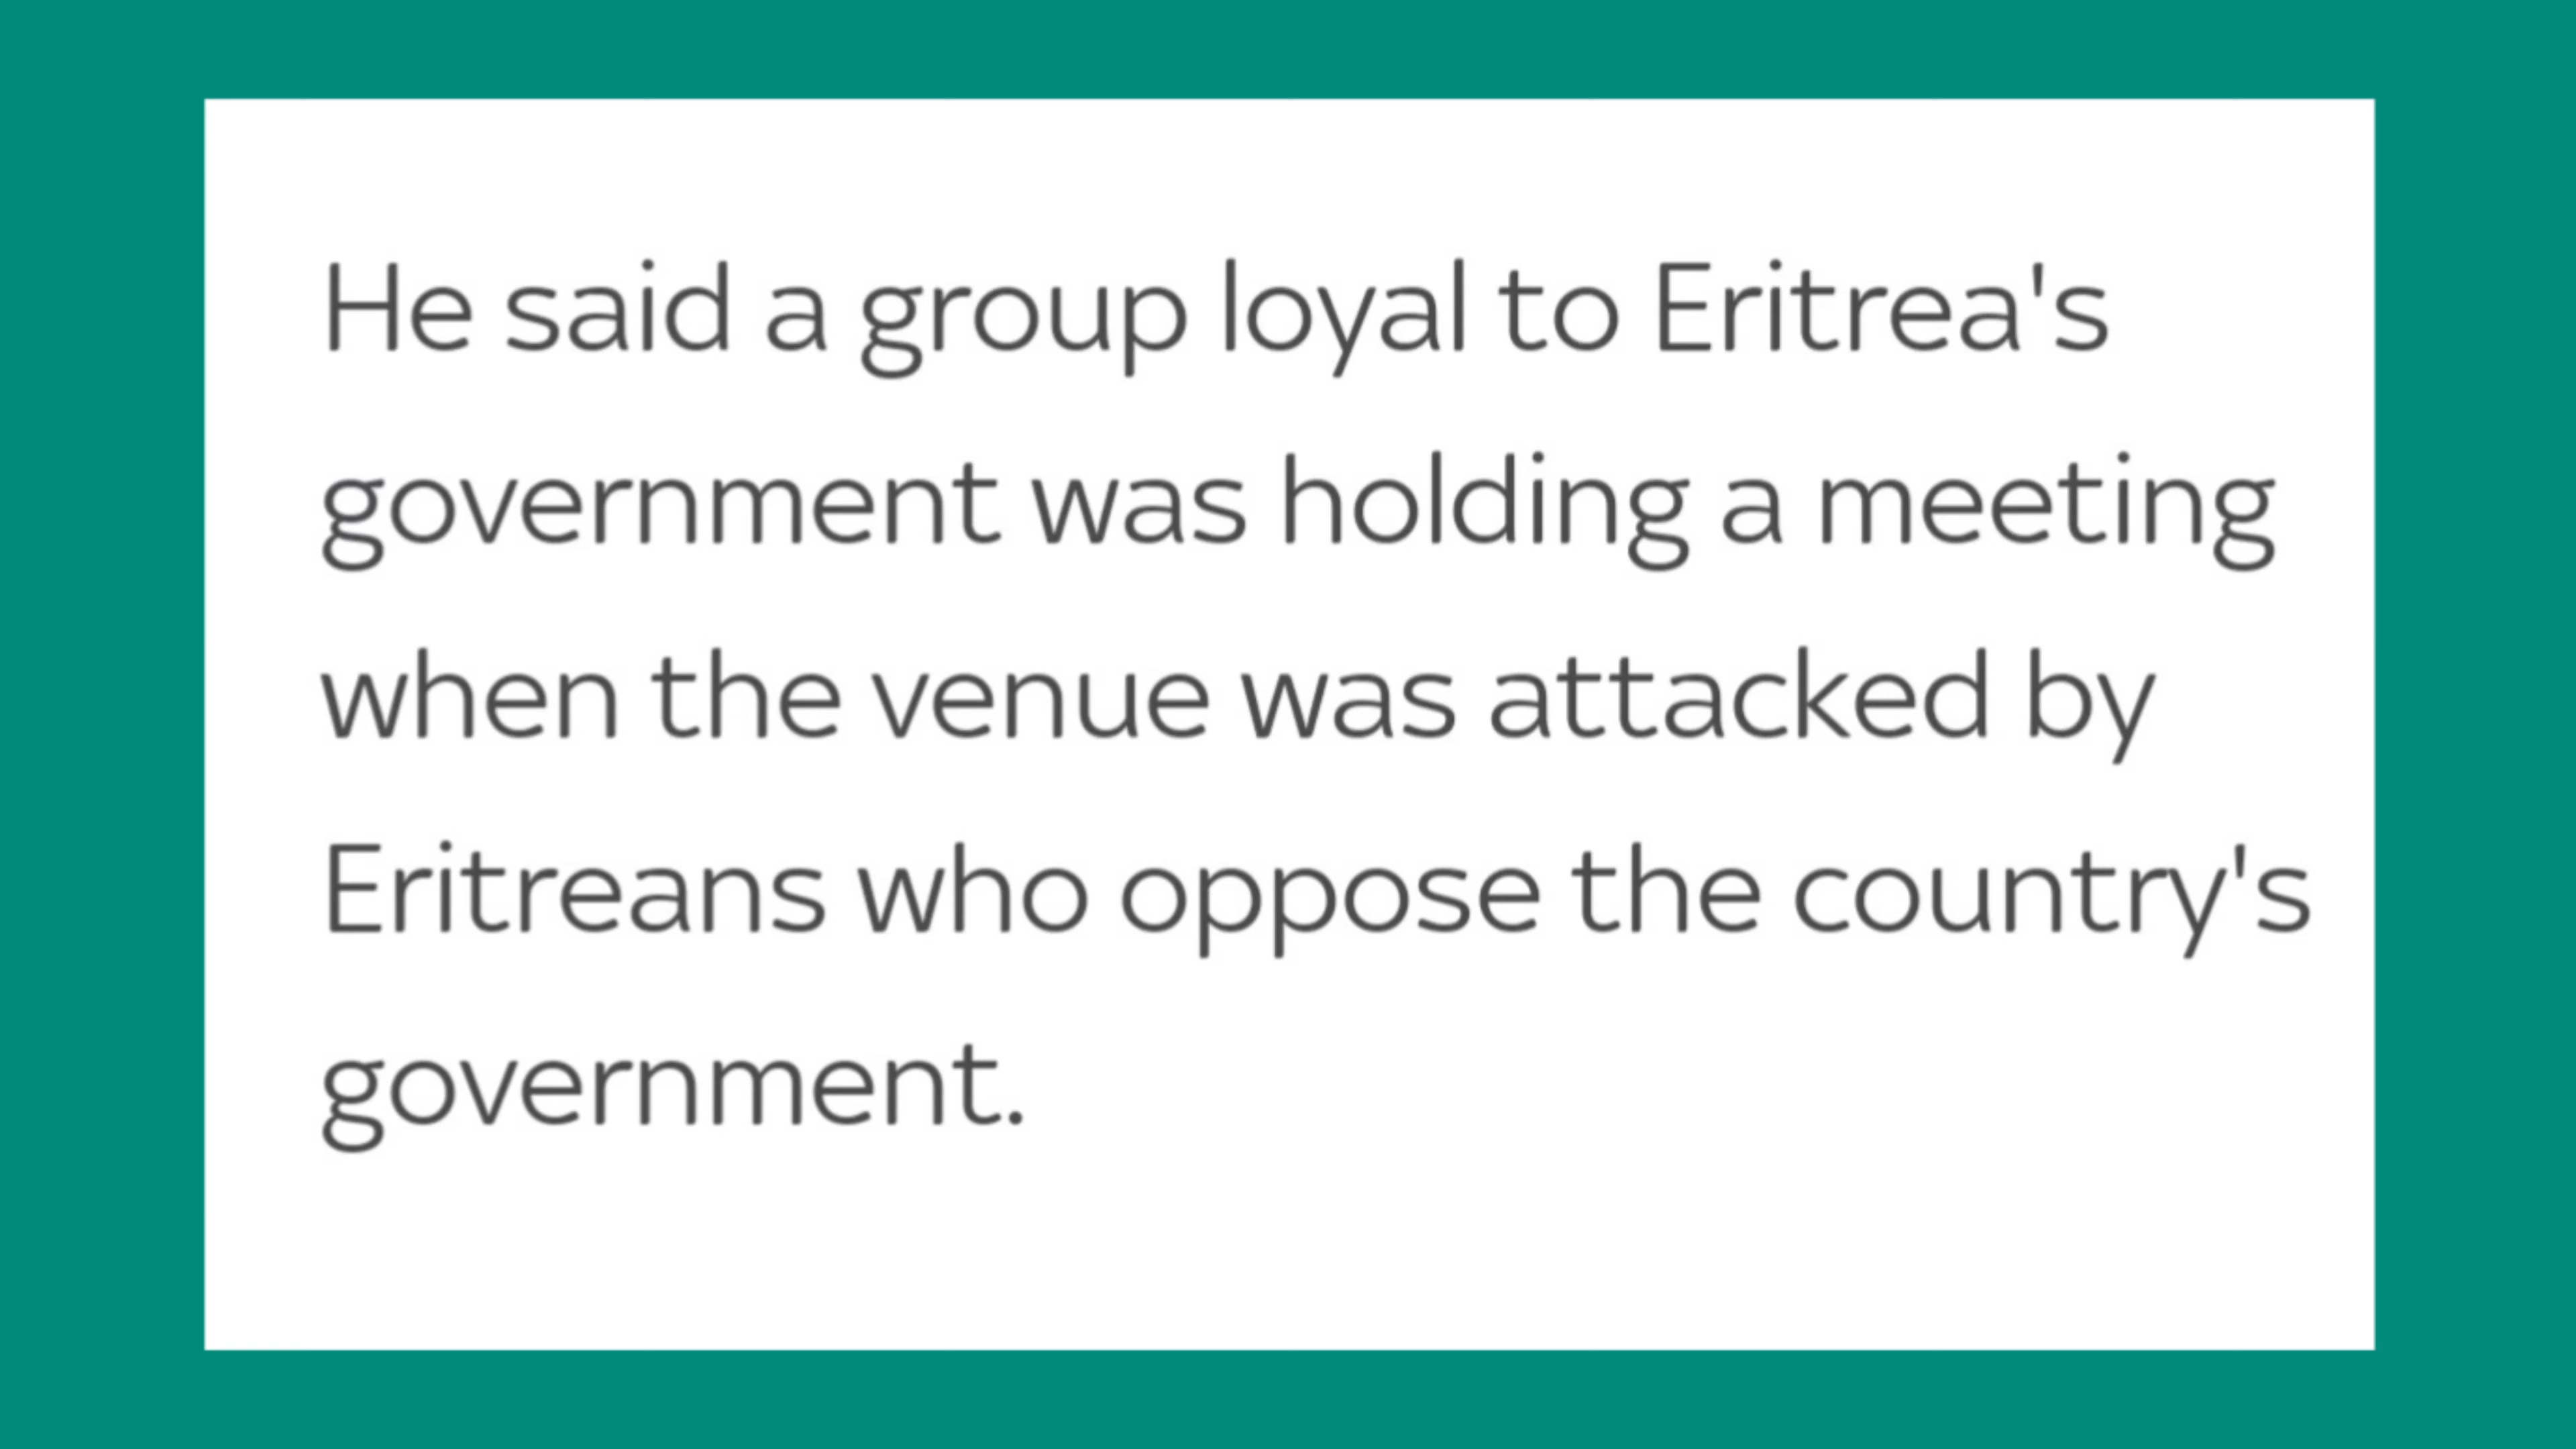 He said a group loyal to Eritrea's
government was holding a meeting
when the venue was attacked by
Eritreans who oppose the country's
government.